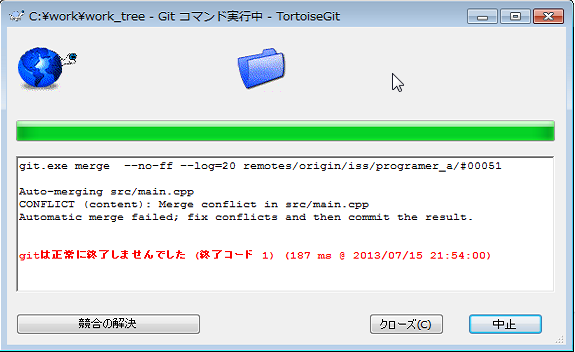 C:¥work¥work_tree - Git コマンド実行中 - TortoiseGit
git.exe merge  --no-ff --log=20 remotes/origin/iss/programer_a/#00051
Auto-merging src/main.cpp
CONFLICT (content): Merge conflict in src/main.cpp
Automatic merge failed; fix conflicts and then commit the result.
gitは正常に終了しませんでした (終了コード 1) (187 ms @ 2013/07/15 21:54:00)
競合の解決
クローズ(C)
中止